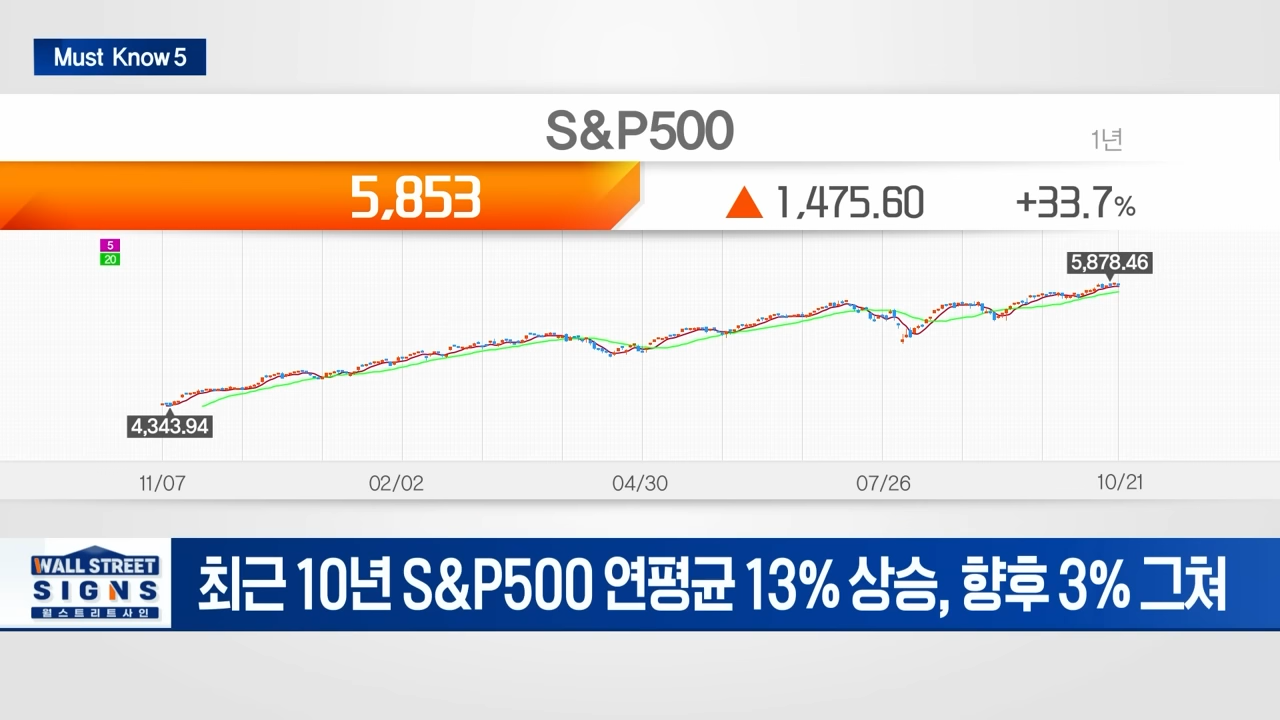 Must Know 5
S&P500
1년
5,853
▲ 1,475.60
+33.7%
5
20
5,878.46
4,343.94
11/07
02/02
04/30
07/26
10/21
WALL STREET
SIGNS
월스트리트사인
최근 10년 S&P500 연평균 13% 상승, 향후 3% 그쳐